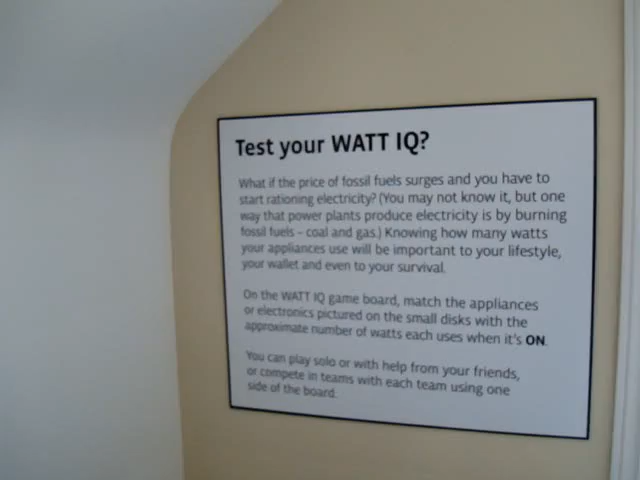 Test your WATT IQ?
What if the price of fossil fuels surges and you have to
start rationing electricity? (You may not know it, but one
way that power plants produce electricity is by burning
fossil fuels – coal and gas.) Knowing how many watts
your appliances use will be important to your lifestyle,
your wallet and even to your survival.
On the WATT IQ game board, match the appliances
or electronics pictured on the small disks with the
approximate number of watts each uses when it's ON.
You can play solo or with help from your friends,
or compete in teams with each team using one
side of the board.